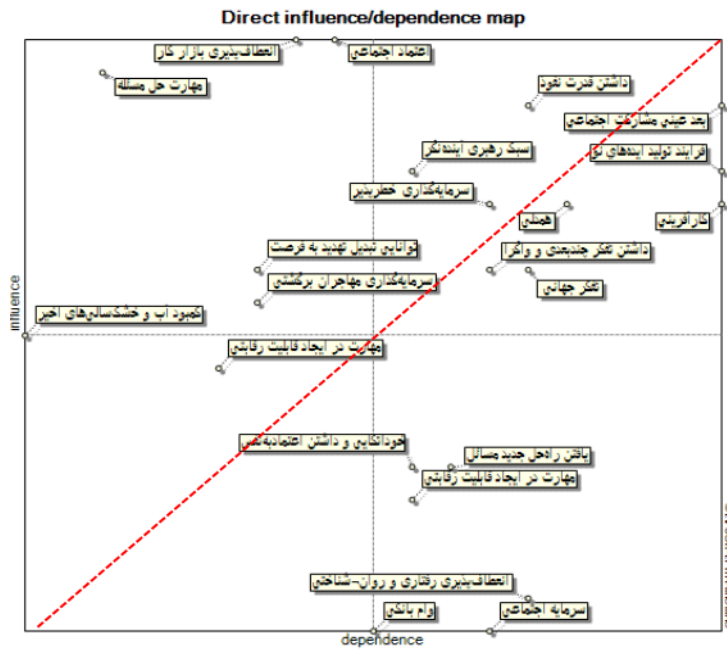 Direct influence/dependence map
انعطاف‌پذیری بازار کار
اعتماد اجتماعی
مهارت حل مسئله
داشتن قدرت نفوذ
بعد عینی مشارکت اجتماعی
سبک رهبری آینده‌نگر
فرایند تولید ایده‌های نو
سرمایه‌گذاری خطرپذیر
همدلی
کارآفرینی
توانایی تبدیل تهدید به فرصت
داشتن تفکر چندبعدی و واگرا
سرمایه‌گذاری مهاجران برگشتی
تفکر جهانی
influence
کمبود آب و خشک‌سالی‌های اخیر
مهارت در ایجاد قابلیت رقابتی
خوداتکایی و داشتن اعتمادبه‌نفس
یافتن راه‌حل جدید مسائل
مهارت در ایجاد قابلیت رقابتی
انعطاف‌پذیری رفتاری و روان-شناختی
وام بانکی
سرمایه اجتماعی
dependence